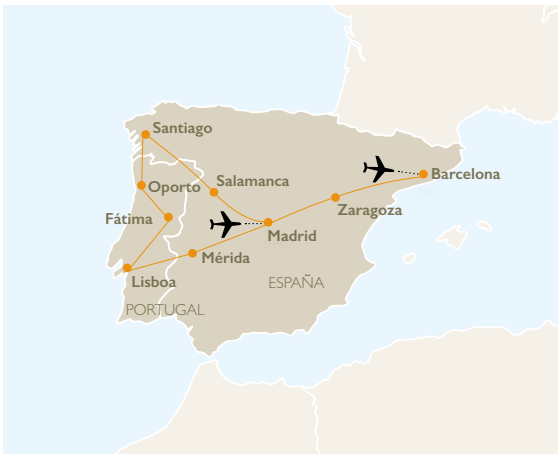 Santiago
Barcelona
Salamanca
Oporto
Zaragoza
Fátima
Madrid
Mérida
Lisboa
ESPAÑA
PORTUGAL